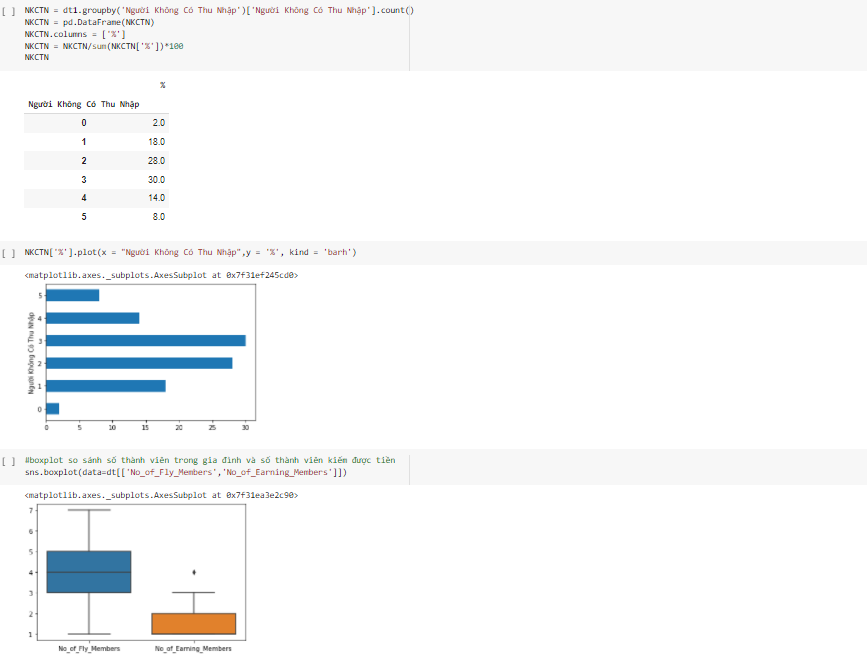 [ ] NKCTN = dt1.groupby('Người Không Có Thu Nhập')['Người Không Có Thu Nhập'].count()
NKCTN = pd.DataFrame(NKCTN)
NKCTN.columns = ['%']
NKCTN = NKCTN/sum(NKCTN['%'])*100
NKCTN
%
Người Không Có Thu Nhập
0 2.0
1 18.0
2 28.0
3 30.0
4 14.0
5 8.0
[ ] NKCTN['%'].plot(x = "Người Không Có Thu Nhập",y = '%', kind = 'barh')
<matplotlib.axes._subplots.AxesSubplot at 0x7f31ef245cd0>
Người Không Có Thu Nhập
5
4
3
2
1
0
0 5 10 15 20 25 30
[ ] #boxplot so sánh số thành viên trong gia đình và số thành viên kiếm được tiền
sns.boxplot(data=dt[['No_of_Fly_Members','No_of_Earning_Members']])
<matplotlib.axes._subplots.AxesSubplot at 0x7f31ea3e2c90>
7
6
5
4
3
2
1
No_of_Fly_Members No_of_Earning_Members